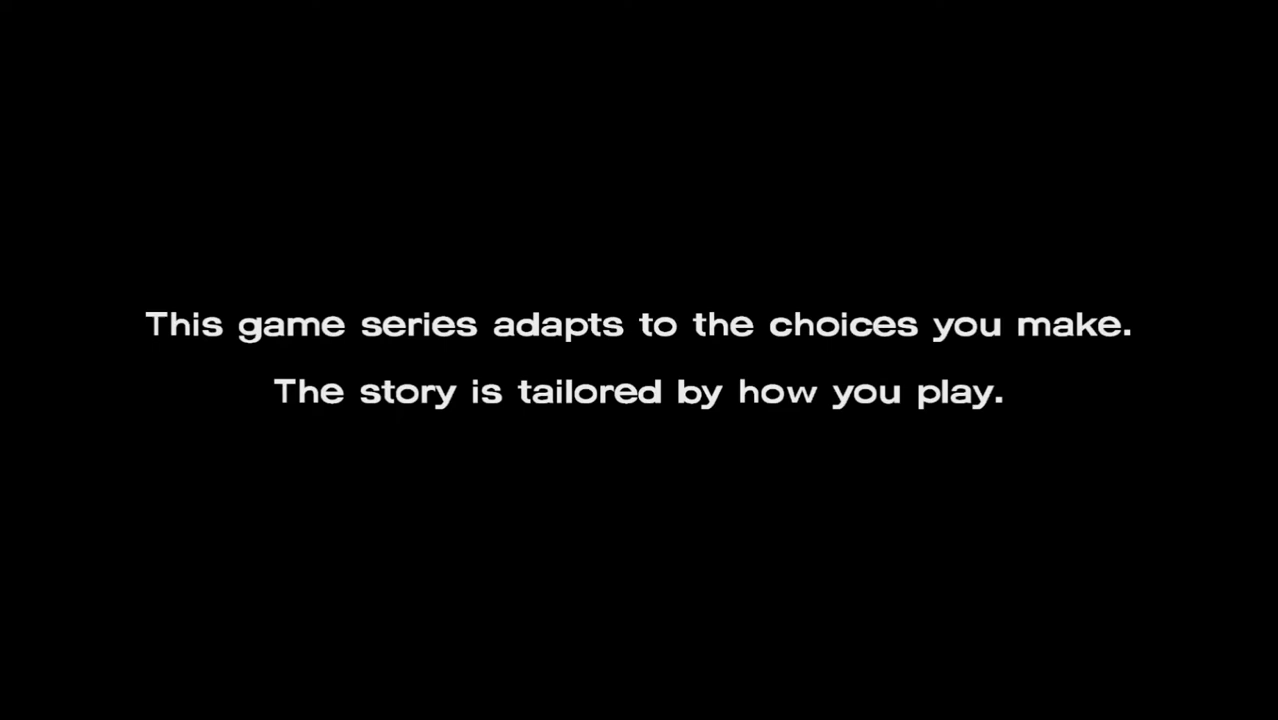 This game series adapts to the choices you make.
The story is tailored by how you play.